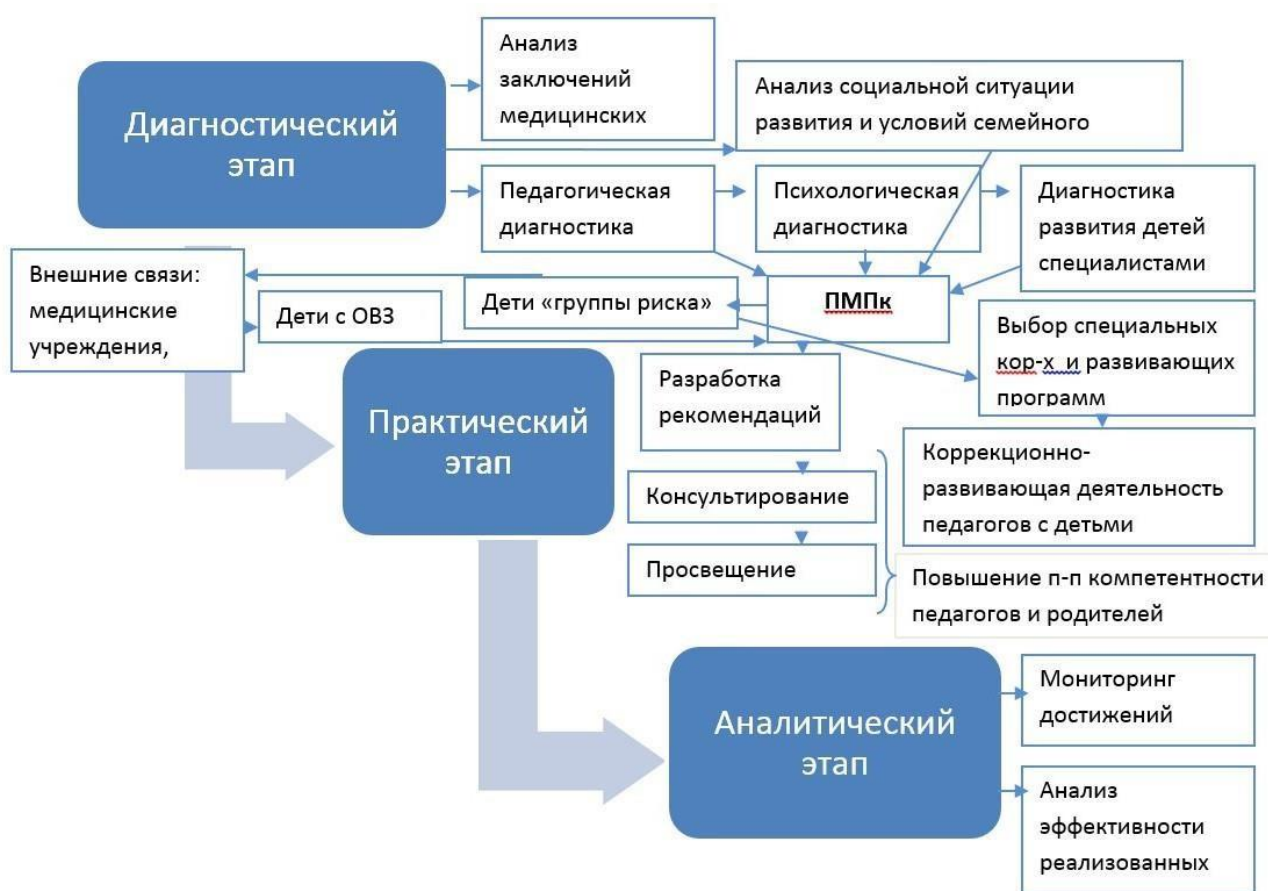 Анализ
заключений
медицинских
Диагностический
этап
Анализ социальной ситуации
развития и условий семейного
Педагогическая
диагностика
Психологическая
диагностика
Диагностика
развития детей
специалистами
Внешние связи:
медицинские
учреждения,
Дети с ОВЗ
Дети «группы риска»
ПМПк
Выбор специальных
кор-х и развивающих
программ
Разработка
рекомендаций
Практический
этап
Консультирование
Просвещение
Коррекционно-
развивающая деятельность
педагогов с детьми
Повышение п-п компетентности
педагогов и родителей
Аналитический
этап
Мониторинг
достижений
Анализ
эффективности
реализованных